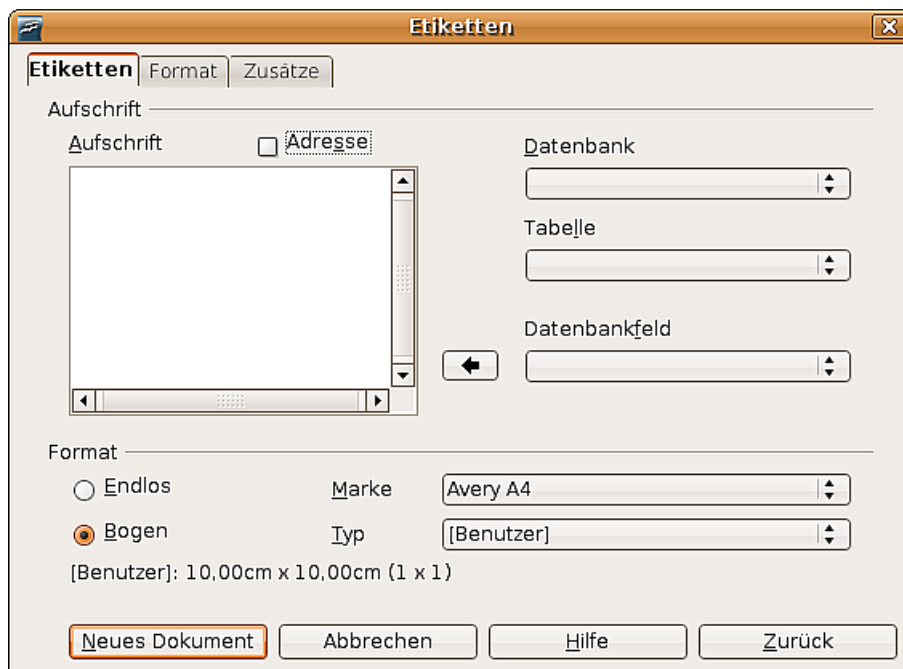 Etiketten
Etiketten Format Zusätze
Aufschrift
Aufschrift Adresse Datenbank
Tabelle
Datenbankfeld
Format
Endlos Marke Avery A4
Bogen Typ [Benutzer]
[Benutzer]: 10,00cm x 10,00cm (1 x 1)
Neues Dokument Abbrechen Hilfe Zurück